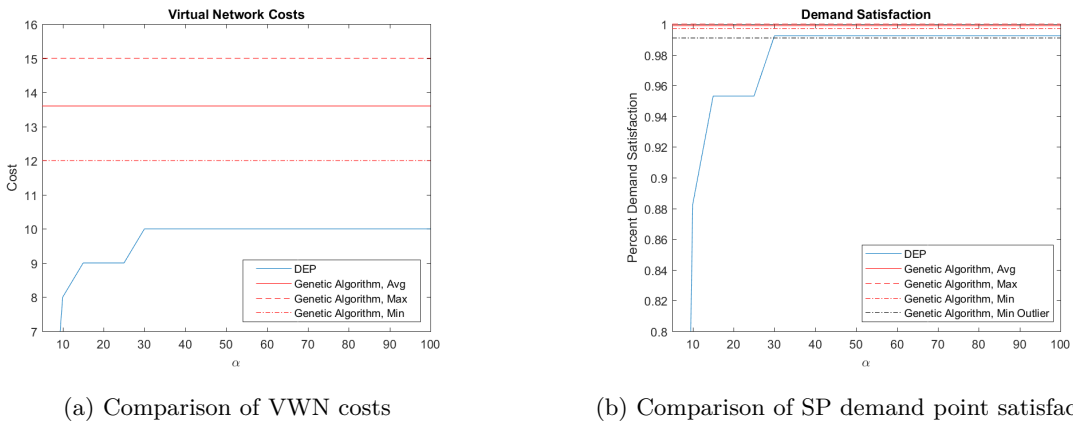 Virtual Network Costs
16
15
14
13
12
11
10
9
8
7
Cost
10 20 30 40 50 60 70 80 90 100
α
DEP
Genetic Algorithm, Avg
Genetic Algorithm, Max
Genetic Algorithm, Min
(a) Comparison of VWN costs
Demand Satisfaction
1
0.98
0.96
0.94
0.92
0.9
0.88
0.86
0.84
0.82
0.8
Percent Demand Satisfaction
10 20 30 40 50 60 70 80 90 100
α
DEP
Genetic Algorithm, Avg
Genetic Algorithm, Max
Genetic Algorithm, Min
Genetic Algorithm, Min Outlier
(b) Comparison of SP demand point satisfac